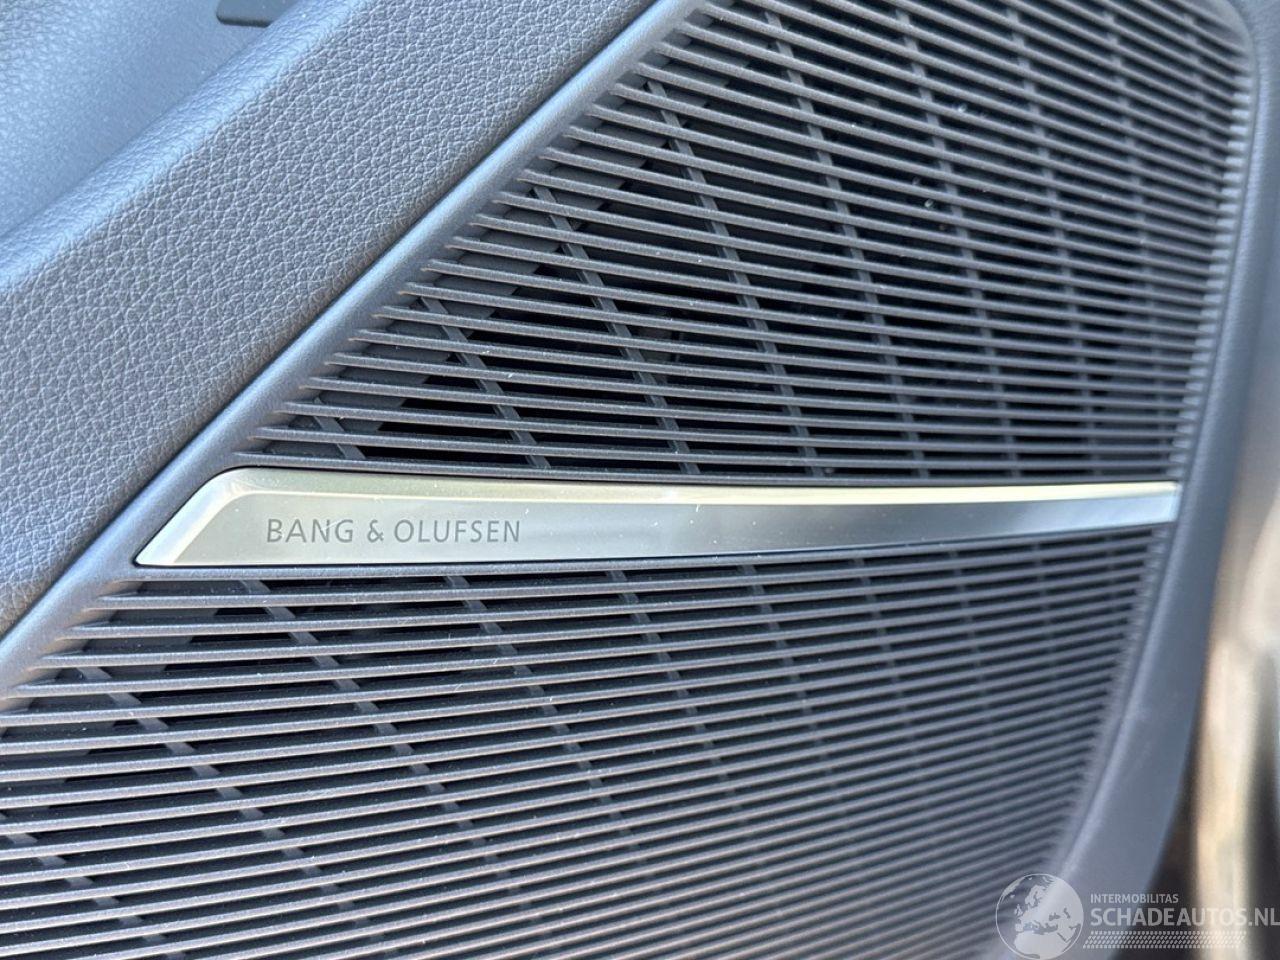 BANG & OLUFSEN
INTERMOBILITAS
SCHADEAUTOS.NL